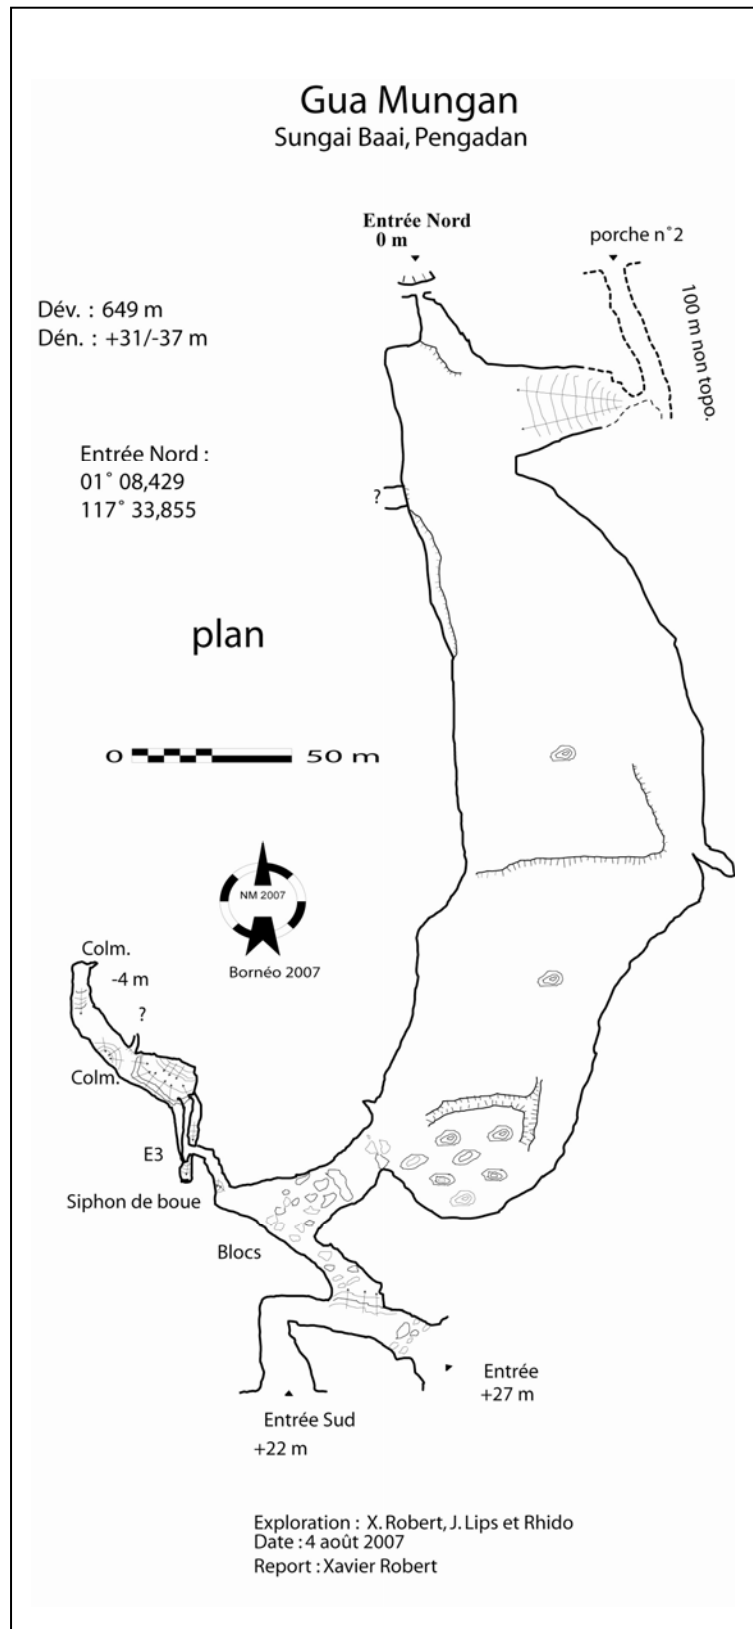 Gua Mungan
Sungai Baai, Pengadan
Entrée Nord
0 m
porche n°2
Dév. : 649 m
Dén. : +31/-37 m
100 m non topo.
Entrée Nord :
01° 08,429
117° 33,855
?
plan
0 50 m
NM 2007
Bornéo 2007
Colm.
-4 m
?
Colm.
E3
Siphon de boue
Blocs
Entrée
+27 m
Entrée Sud
+22 m
Exploration : X. Robert, J. Lips et Rhido
Date : 4 août 2007
Report : Xavier Robert